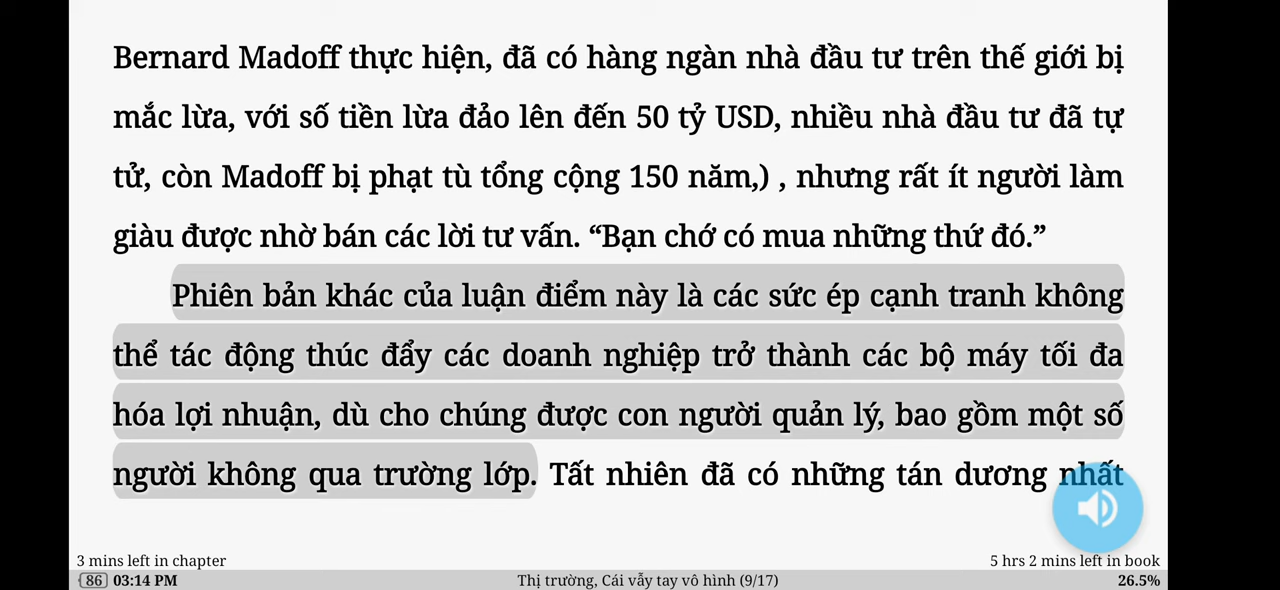 Bernard Madoff thực hiện, đã có hàng ngàn nhà đầu tư trên thế giới bị
mắc lừa, với số tiền lừa đảo lên đến 50 tỷ USD, nhiều nhà đầu tư đã tự
tử, còn Madoff bị phạt tù tổng cộng 150 năm,) , nhưng rất ít người làm
giàu được nhờ bán các lời tư vấn. “Bạn chớ có mua những thứ đó.”
Phiên bản khác của luận điểm này là các sức ép cạnh tranh không
thể tác động thúc đẩy các doanh nghiệp trở thành các bộ máy tối đa
hóa lợi nhuận, dù cho chúng được con người quản lý, bao gồm một số
người không qua trường lớp. Tất nhiên đã có những tán dương nhất
3 mins left in chapter
5 hrs 2 mins left in book
86 03:14 PM
Thị trường, Cái vẫy tay vô hình (9/17)
26.5%